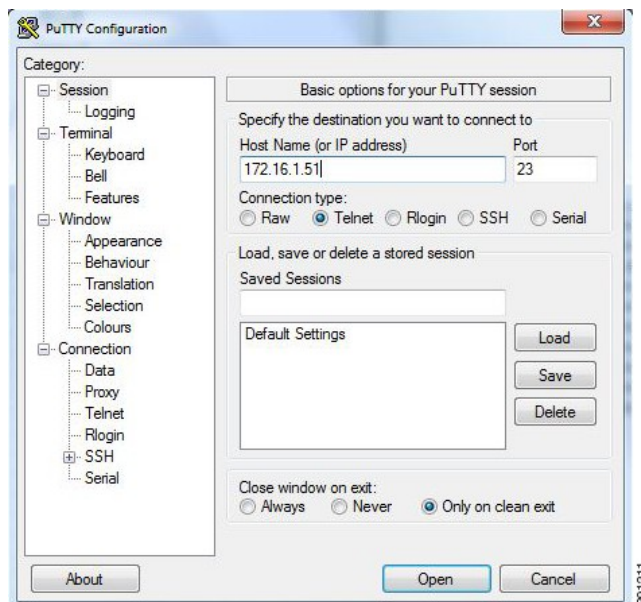 PuTTY Configuration
Category:
Session
Logging
Terminal
Keyboard
Bell
Features
Window
Appearance
Behaviour
Translation
Selection
Colours
Connection
Data
Proxy
Telnet
Rlogin
SSH
Serial
Basic options for your PuTTY session
Specify the destination you want to connect to
Host Name (or IP address) Port
172.16.1.51 23
Connection type:
Raw Telnet Rlogin SSH Serial
Load, save or delete a stored session
Saved Sessions
Default Settings
Load
Save
Delete
Close window on exit:
Always Never Only on clean exit
About Open Cancel